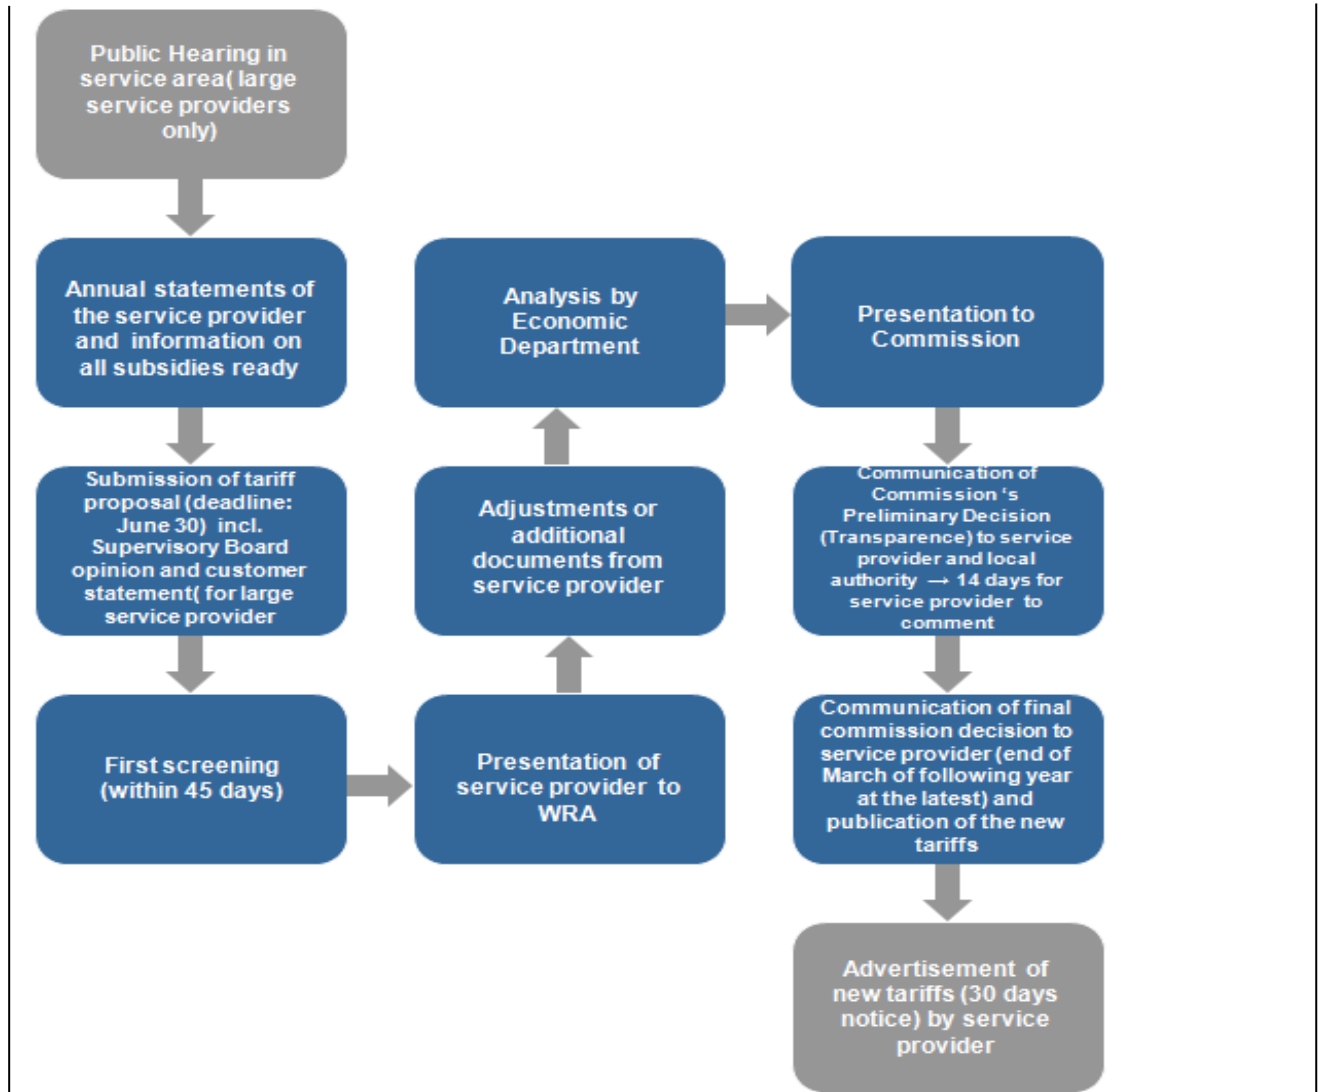 Public Hearing in
service area( large
service providers
only)
Annual statements of
the service provider
and information on
all subsidies ready
Submission of tariff
proposal (deadline:
June 30) incl.
Supervisory Board
opinion and customer
statement( for large
service provider
First screening
(within 45 days)
Presentation of
service provider to
WRA
Adjustments or
additional
documents from
service provider
Analysis by
Economic
Department
Presentation to
Commission
Communication of
Commission ‘s
Preliminary Decision
(Transparence) to service
provider and local
authority → 14 days for
service provider to
comment
Communication of final
commission decision to
service provider (end of
March of following year
at the latest) and
publication of the new
tariffs
Advertisement of
new tariffs (30 days
notice) by service
provider